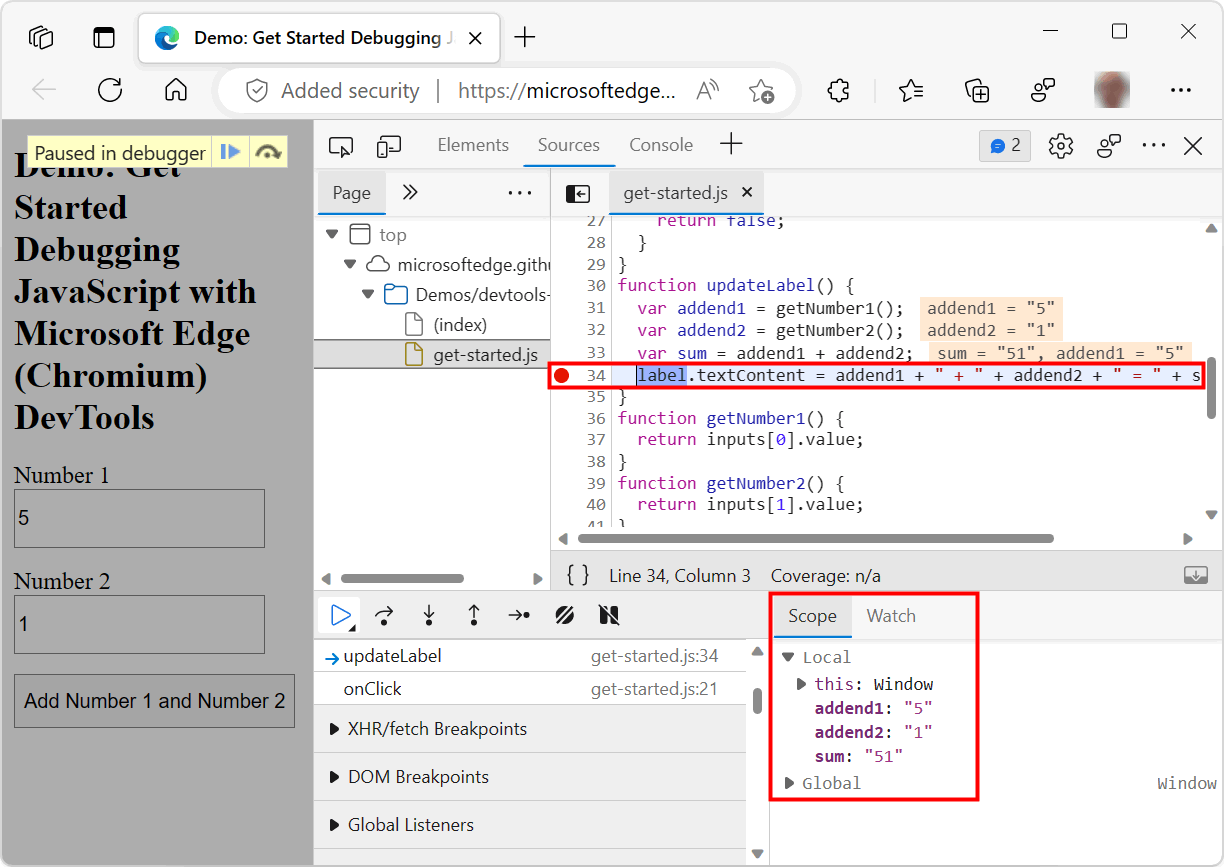 Demo: Get Started Debugging J
Added security
https://microsoftedge...
Paused in debugger
Demo: Get
Started
Debugging
JavaScript with
Microsoft Edge
(Chromium)
DevTools
Number 1
5
Number 2
1
Add Number 1 and Number 2
Elements Sources Console 2
Page
top
microsoftedge.githu
Demos/devtools-
(index)
get-started.js
get-started.js
27 return false;
28 }
29 }
30 function updateLabel() {
31 var addend1 = getNumber1(); addend1 = "5"
32 var addend2 = getNumber2(); addend2 = "1"
33 var sum = addend1 + addend2; sum = "51", addend1 = "5"
34 label.textContent = addend1 + " + " + addend2 + " = " + s
35 }
36 function getNumber1() {
37 return inputs[0].value;
38 }
39 function getNumber2() {
40 return inputs[1].value;
41 }
{ } Line 34, Column 3 Coverage: n/a
updateLabel get-started.js:34
onClick get-started.js:21
XHR/fetch Breakpoints
DOM Breakpoints
Global Listeners
Scope Watch
Local
this: Window
addend1: "5"
addend2: "1"
sum: "51"
Global Window